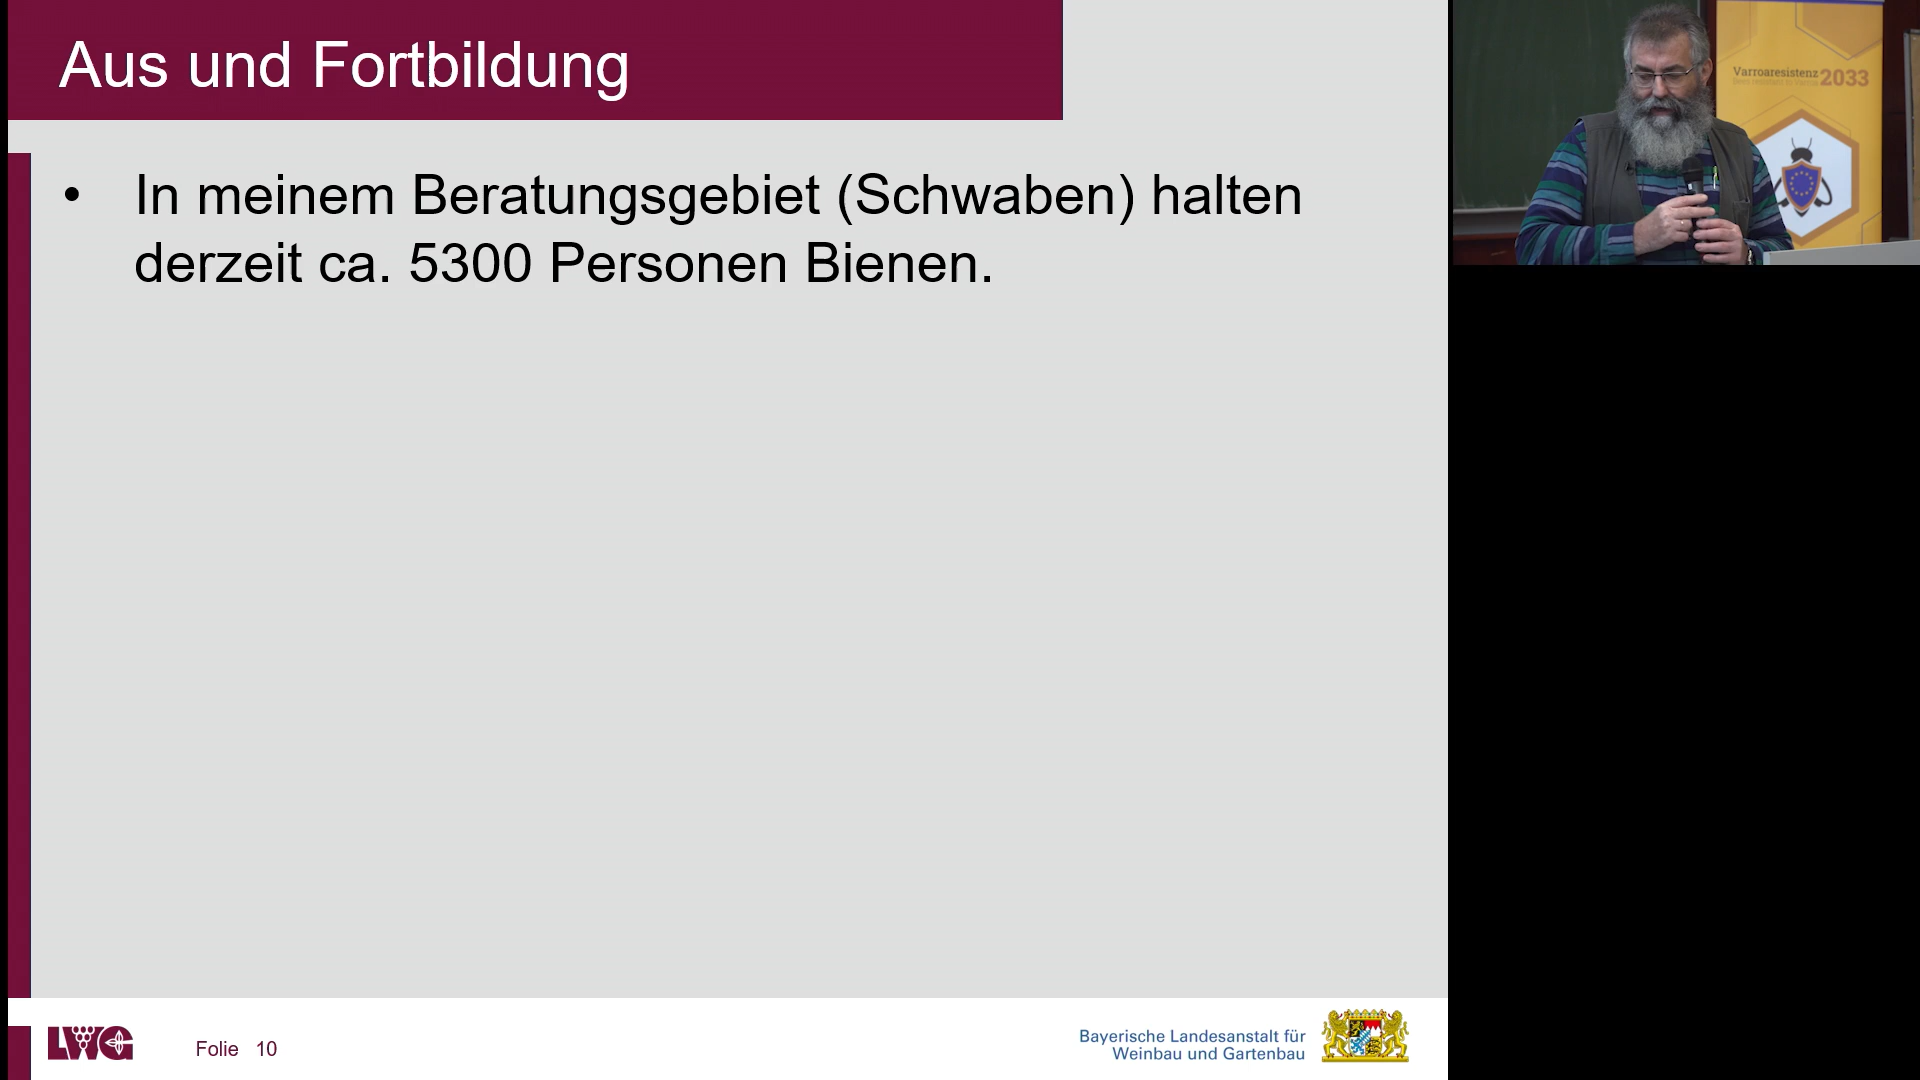 Aus und Fortbildung
• In meinem Beratungsgebiet (Schwaben) halten
derzeit ca. 5300 Personen Bienen.
Varroaresistenz 2033
LWG
Folie 10
Bayerische Landesanstalt für
Weinbau und Gartenbau